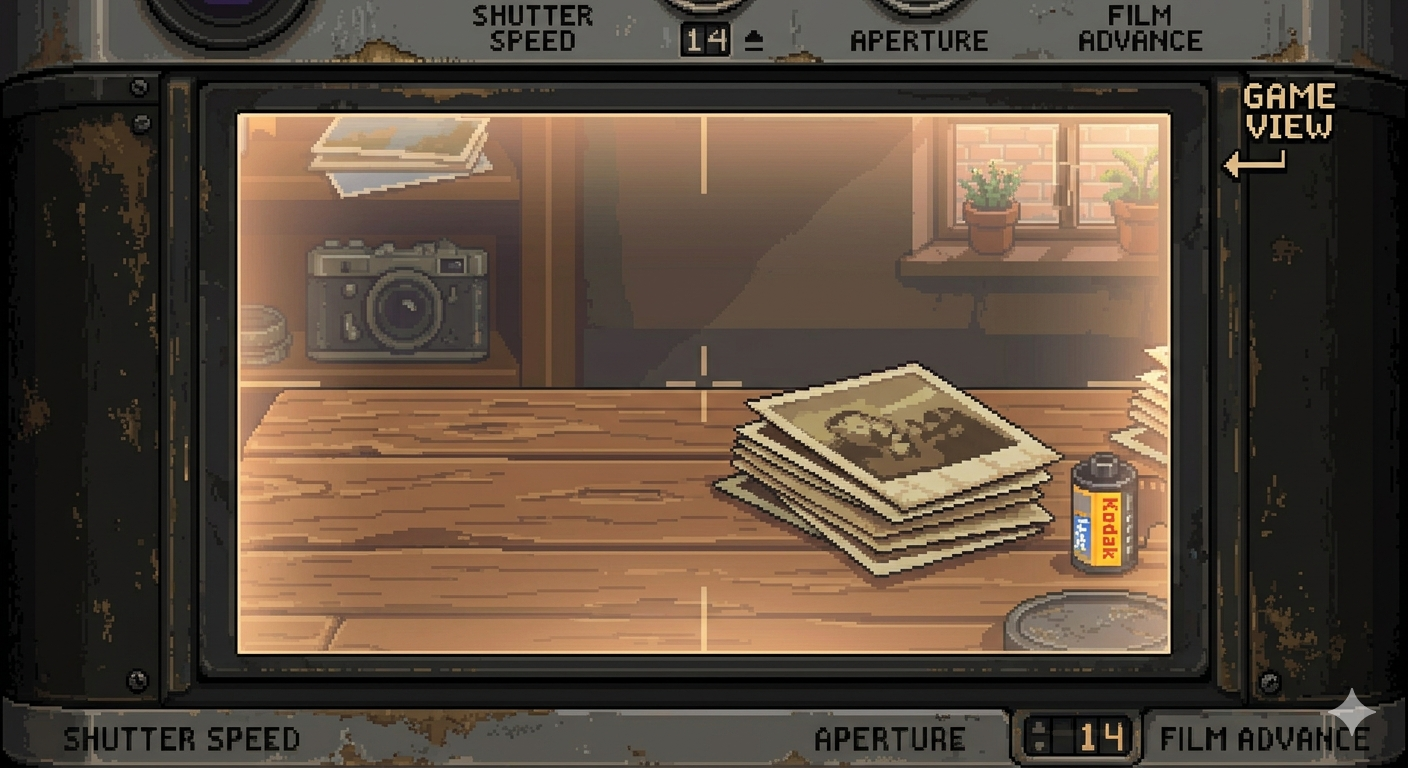 SHUTTER
SPEED
14
APERTURE
FILM
ADVANCE
GAME
VIEW
Kodak
SHUTTER SPEED
APERTURE
14
FILM ADVANCE